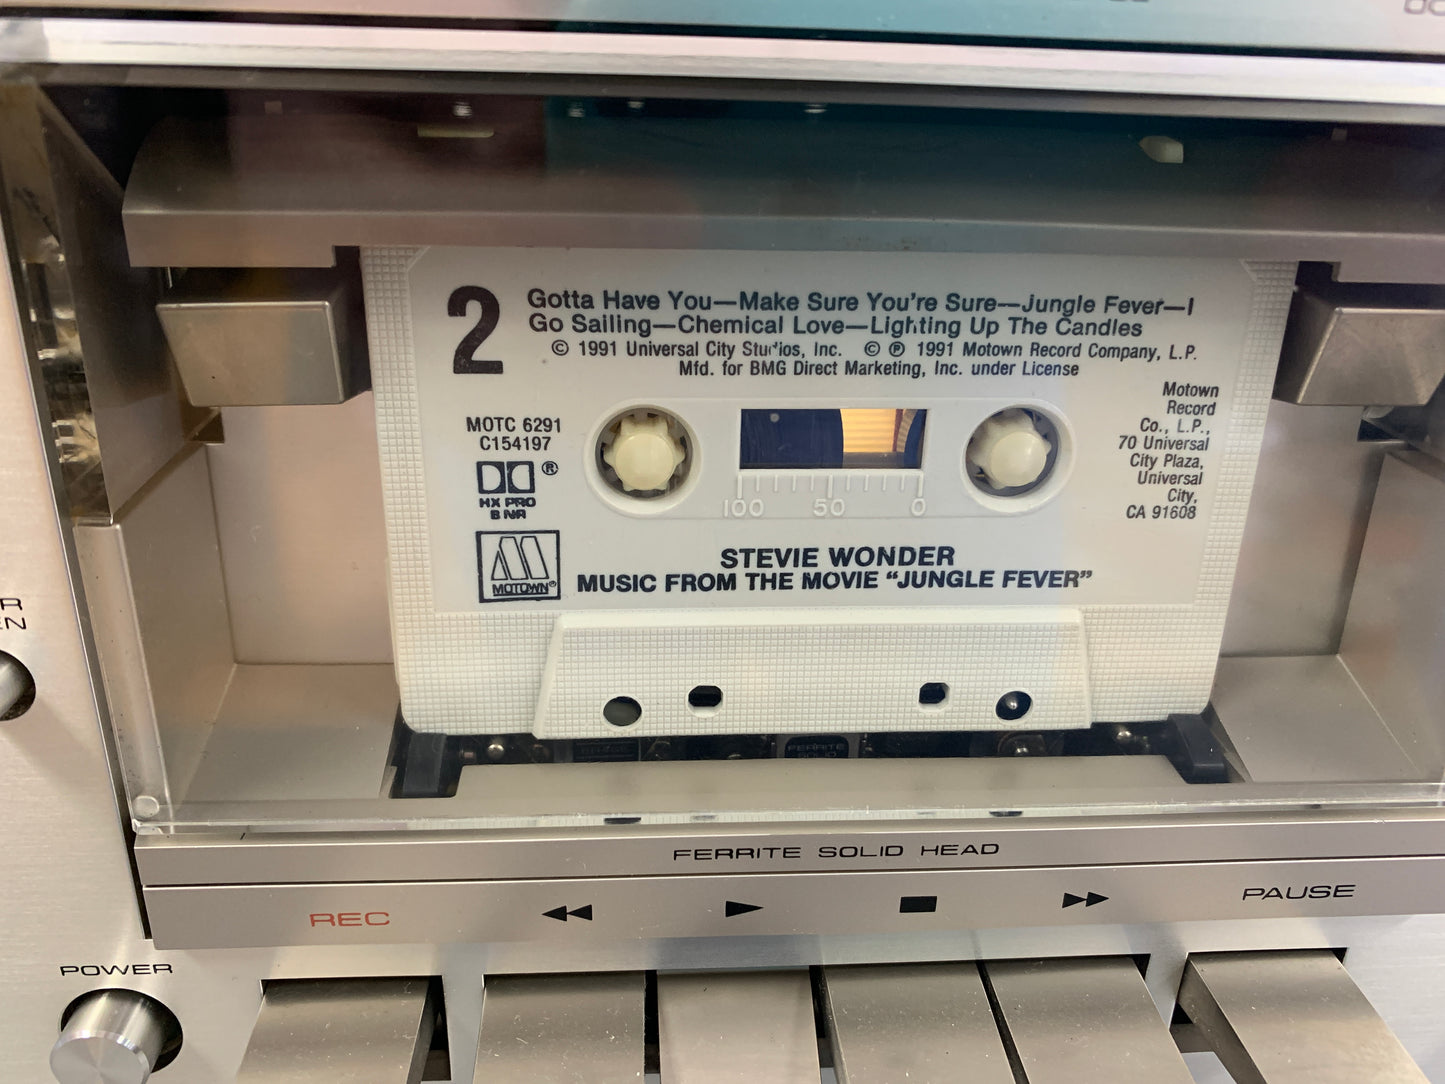 2
Gotta Have You—Make Sure You're Sure—Jungle Fever—I
Go Sailing—Chemical Love—Lighting Up The Candles
© 1991 Universal City Studios, Inc. © ℗ 1991 Motown Record Company, L.P.
Mfd. for BMG Direct Marketing, Inc. under License
MOTC 6291
C154197
®
HX PRO
B NR
MOTOWN®
Motown
Record
Co., L.P.,
70 Universal
City Plaza,
Universal
City,
CA 91608
100 50 0
STEVIE WONDER
MUSIC FROM THE MOVIE “JUNGLE FEVER”
FERRITE
FERRITE SOLID HEAD
REC
PAUSE
POWER